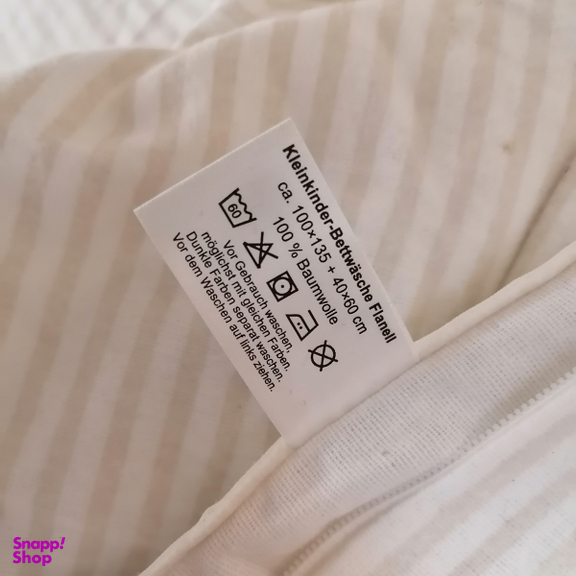 Kleinkinder-Bettwäsche Flanell
ca. 100×135 + 40×60 cm
100 % Baumwolle
60
Vor Gebrauch waschen,
möglichst mit gleichen Farben.
Dunkle Farben separat waschen.
Vor dem Waschen auf links ziehen.
Snapp!
Shop